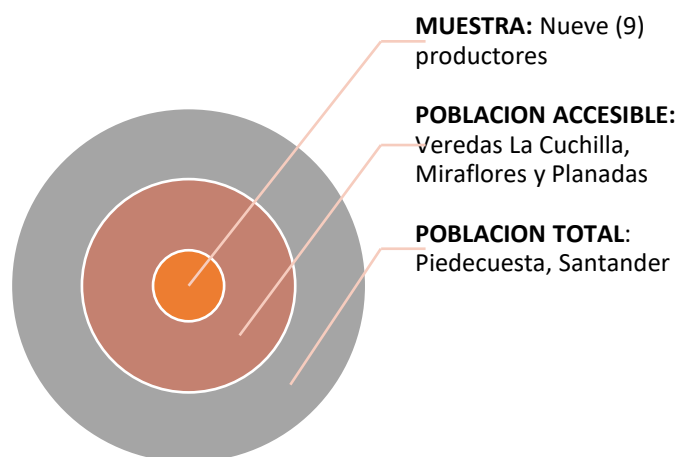 MUESTRA: Nueve (9)
productores
POBLACION ACCESIBLE:
Veredas La Cuchilla,
Miraflores y Planadas
POBLACION TOTAL:
Piedecuesta, Santander